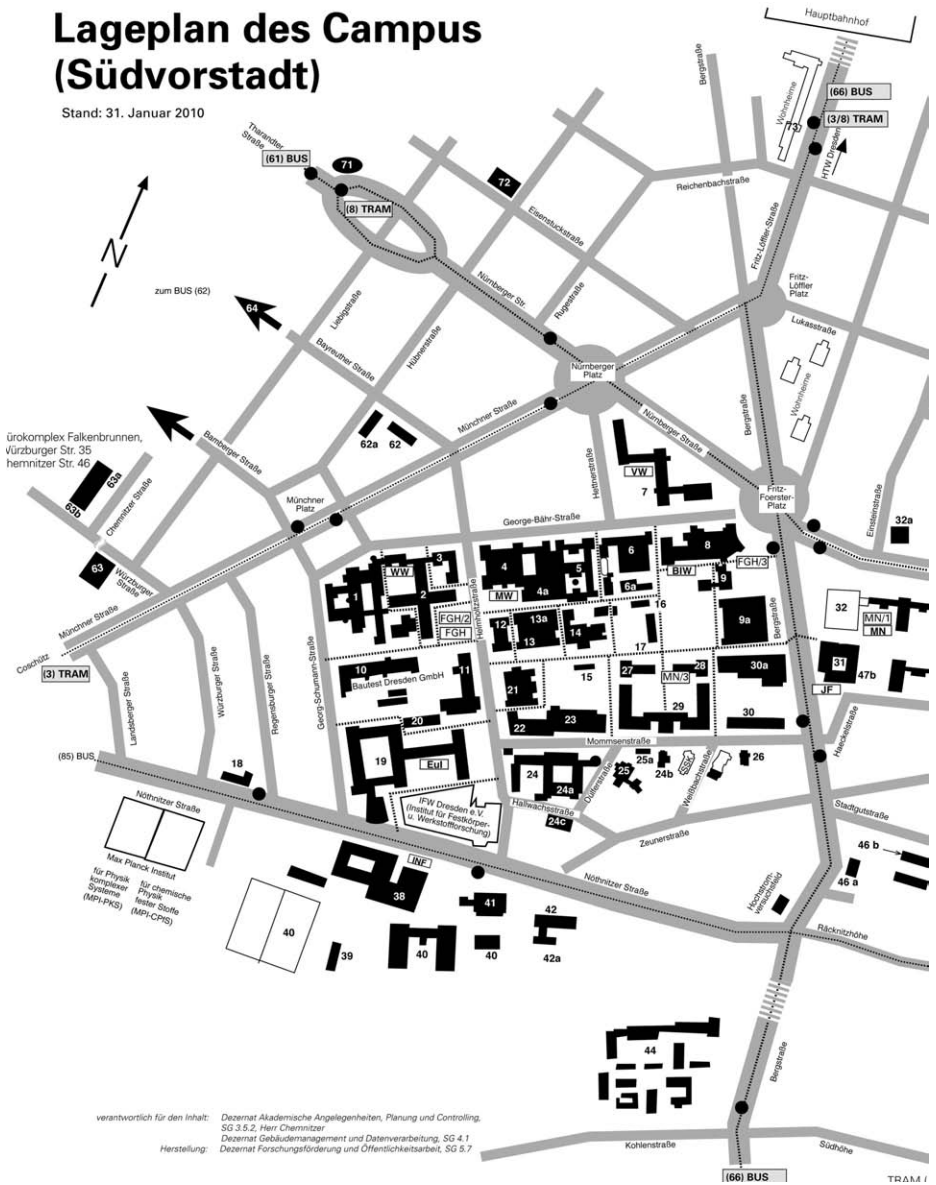 Lageplan des Campus
(Südvorstadt)
Stand: 31. Januar 2010
Hauptbahnhof
(66) BUS
(3/8) TRAM
HTW Dresden
Wohnheime
73
Bergstraße
Reichenbachstraße
Fritz-Löffler-Straße
Fritz-
Löffler
Platz
Lukasstraße
Wohnheime
Tharandter
Straße
(61) BUS
71
(8) TRAM
72
Eisenstuckstraße
Nürnberger Str.
Rugestraße
N
zum BUS (62)
64
Liebigstraße
Bayreuther Straße
Hübnerstraße
Nürnberger
Platz
Münchner Straße
Nürnberger Straße
Bergstraße
62a
62
Bamberger Straße
ürokomplex Falkenbrunnen,
Würzburger Str. 35
hemnitzer Str. 46
63a
63b
Chemnitzer Straße
63
Würzburger
Straße
Münchner
Platz
Hettnerstraße
VW
7
Fritz-
Foerster-
Platz
Einsteinstraße
32a
George-Bähr-Straße
Münchner Straße
Coschütz
(3) TRAM
Landsberger Straße
Würzburger Straße
Regensburger Straße
Georg-Schumann-Straße
Helmholtzstraße
Bergstraße
1
WW
2
3
FGH/2
FGH
4
MW
4a
5
6
6a
BIW
8
9
FGH/3
9a
16
17
32
MN/1
MN
12
13a
13
14
15
10
11
Bautest Dresden GmbH
20
19
EuI
21
22
23
27
28
MN/3
29
30a
30
31
JF
47b
Mommsenstraße
24
24a
24c
Hallwachsstraße
25
25a
24b
SSK
26
Dülferstraße
Weißbachstraße
Zeunerstraße
Haeckelstraße
Stadtgutstraße
(85) BUS
18
Nöthnitzer Straße
IFW Dresden e.V.
(Institut für Festkörper-
u. Werkstoffforschung)
INF
Nöthnitzer Straße
Max Planck Institut
für Physik
komplexer
Systeme
(MPI-PKS)
für chemische
Physik
fester Stoffe
(MPI-CPfS)
40
39
38
40
41
40
42
42a
Hochstrom-
versuchsfeld
46 a
46 b
Räcknitzhöhe
44
Bergstraße
Kohlenstraße
Südhöhe
(66) BUS
TRAM (
verantwortlich für den Inhalt: Dezernat Akademische Angelegenheiten, Planung und Controlling,
SG 3.5.2, Herr Chemnitzer
Dezernat Gebäudemanagement und Datenverarbeitung, SG 4.1
Herstellung: Dezernat Forschungsförderung und Öffentlichkeitsarbeit, SG 5.7